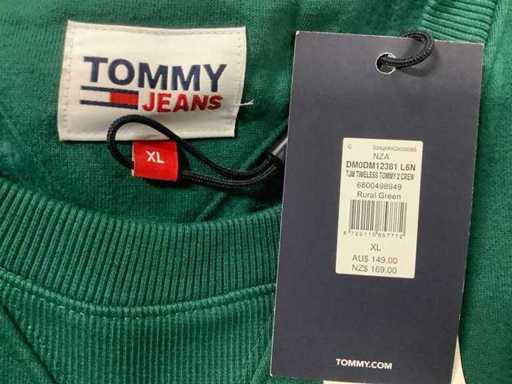 TOMMY
JEANS
XL
NZA
DM0DM12381 L6N
TJM TIMELESS TOMMY 2 CREW
6800498949
Rural Green
XL
AU$ 149.00
NZ$ 169.00
TOMMY.COM